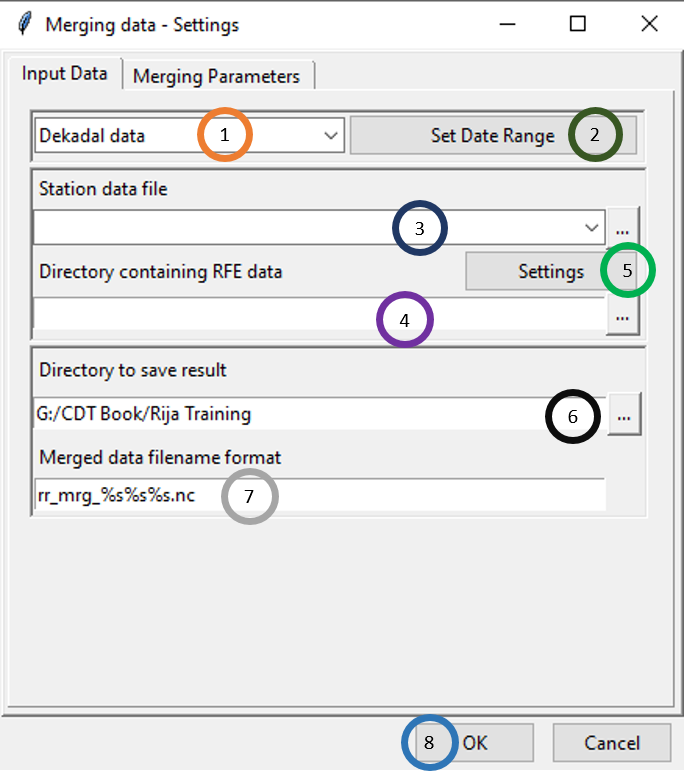 Merging data - Settings
Input Data Merging Parameters
Dekadal data 1 Set Date Range 2
Station data file
3 ...
Directory containing RFE data Settings 5
4 ...
Directory to save result
G:/CDT Book/Rija Training 6 ...
Merged data filename format
rr_mrg_%s%s%s.nc 7
8 OK Cancel